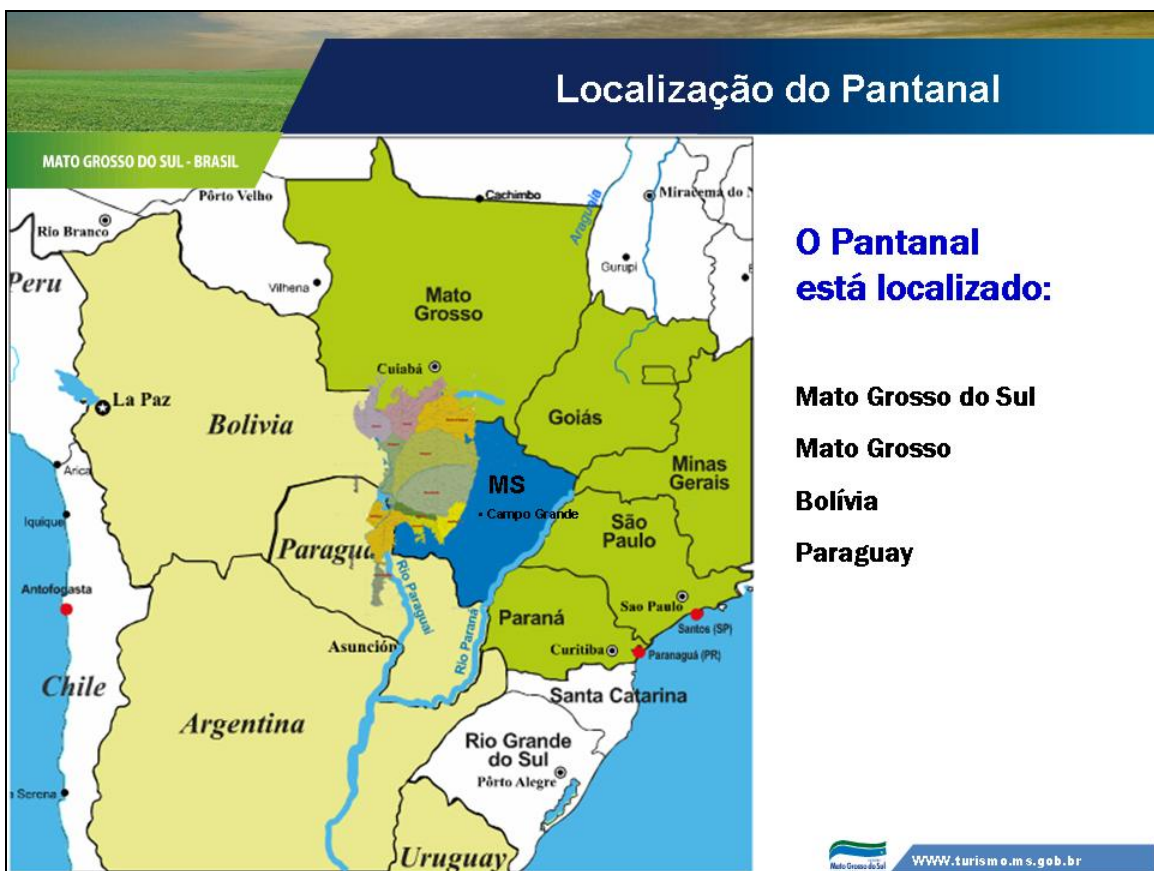 Localização do Pantanal
MATO GROSSO DO SUL - BRASIL
O Pantanal
está localizado:
Mato Grosso do Sul
Mato Grosso
Bolívia
Paraguay
Pôrto Velho
Cachimbo
Araguaia
Miracema do N
Rio Branco
Peru
Vilhena
Gurupi
Mato
Grosso
Cuiabá
La Paz
Bolivia
Goiás
Arica
Minas
Gerais
MS
Campo Grande
Iquique
São
Paulo
Paragua
Antofogasta
Rio Paraguai
Rio Paraná
Paraná
Sao Paulo
Santos (SP)
Asunción
Curitiba
Paranaguá (PR)
Chile
Santa Catarina
Argentina
Rio Grande
do Sul
Pôrto Alegre
a Serena
Uruguay
Mato Grosso do Sul
WWW.turismo.ms.gob.br